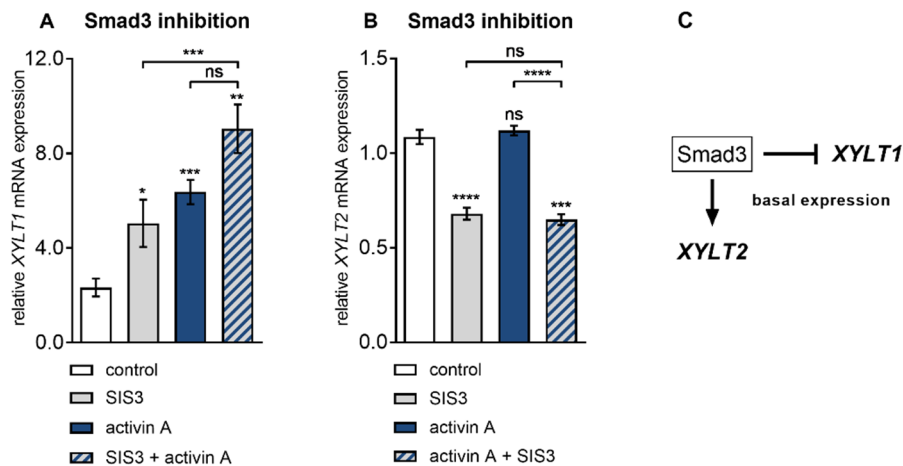 A Smad3 inhibition
relative XYLT1 mRNA expression
12.0
8.0
4.0
0.0
***
ns
**
***
*
control
SIS3
activin A
SIS3 + activin A
B Smad3 inhibition
relative XYLT2 mRNA expression
1.5
1.0
0.5
0.0
ns
****
ns
****
***
control
SIS3
activin A
activin A + SIS3
C
Smad3 XYLT1
basal expression
XYLT2